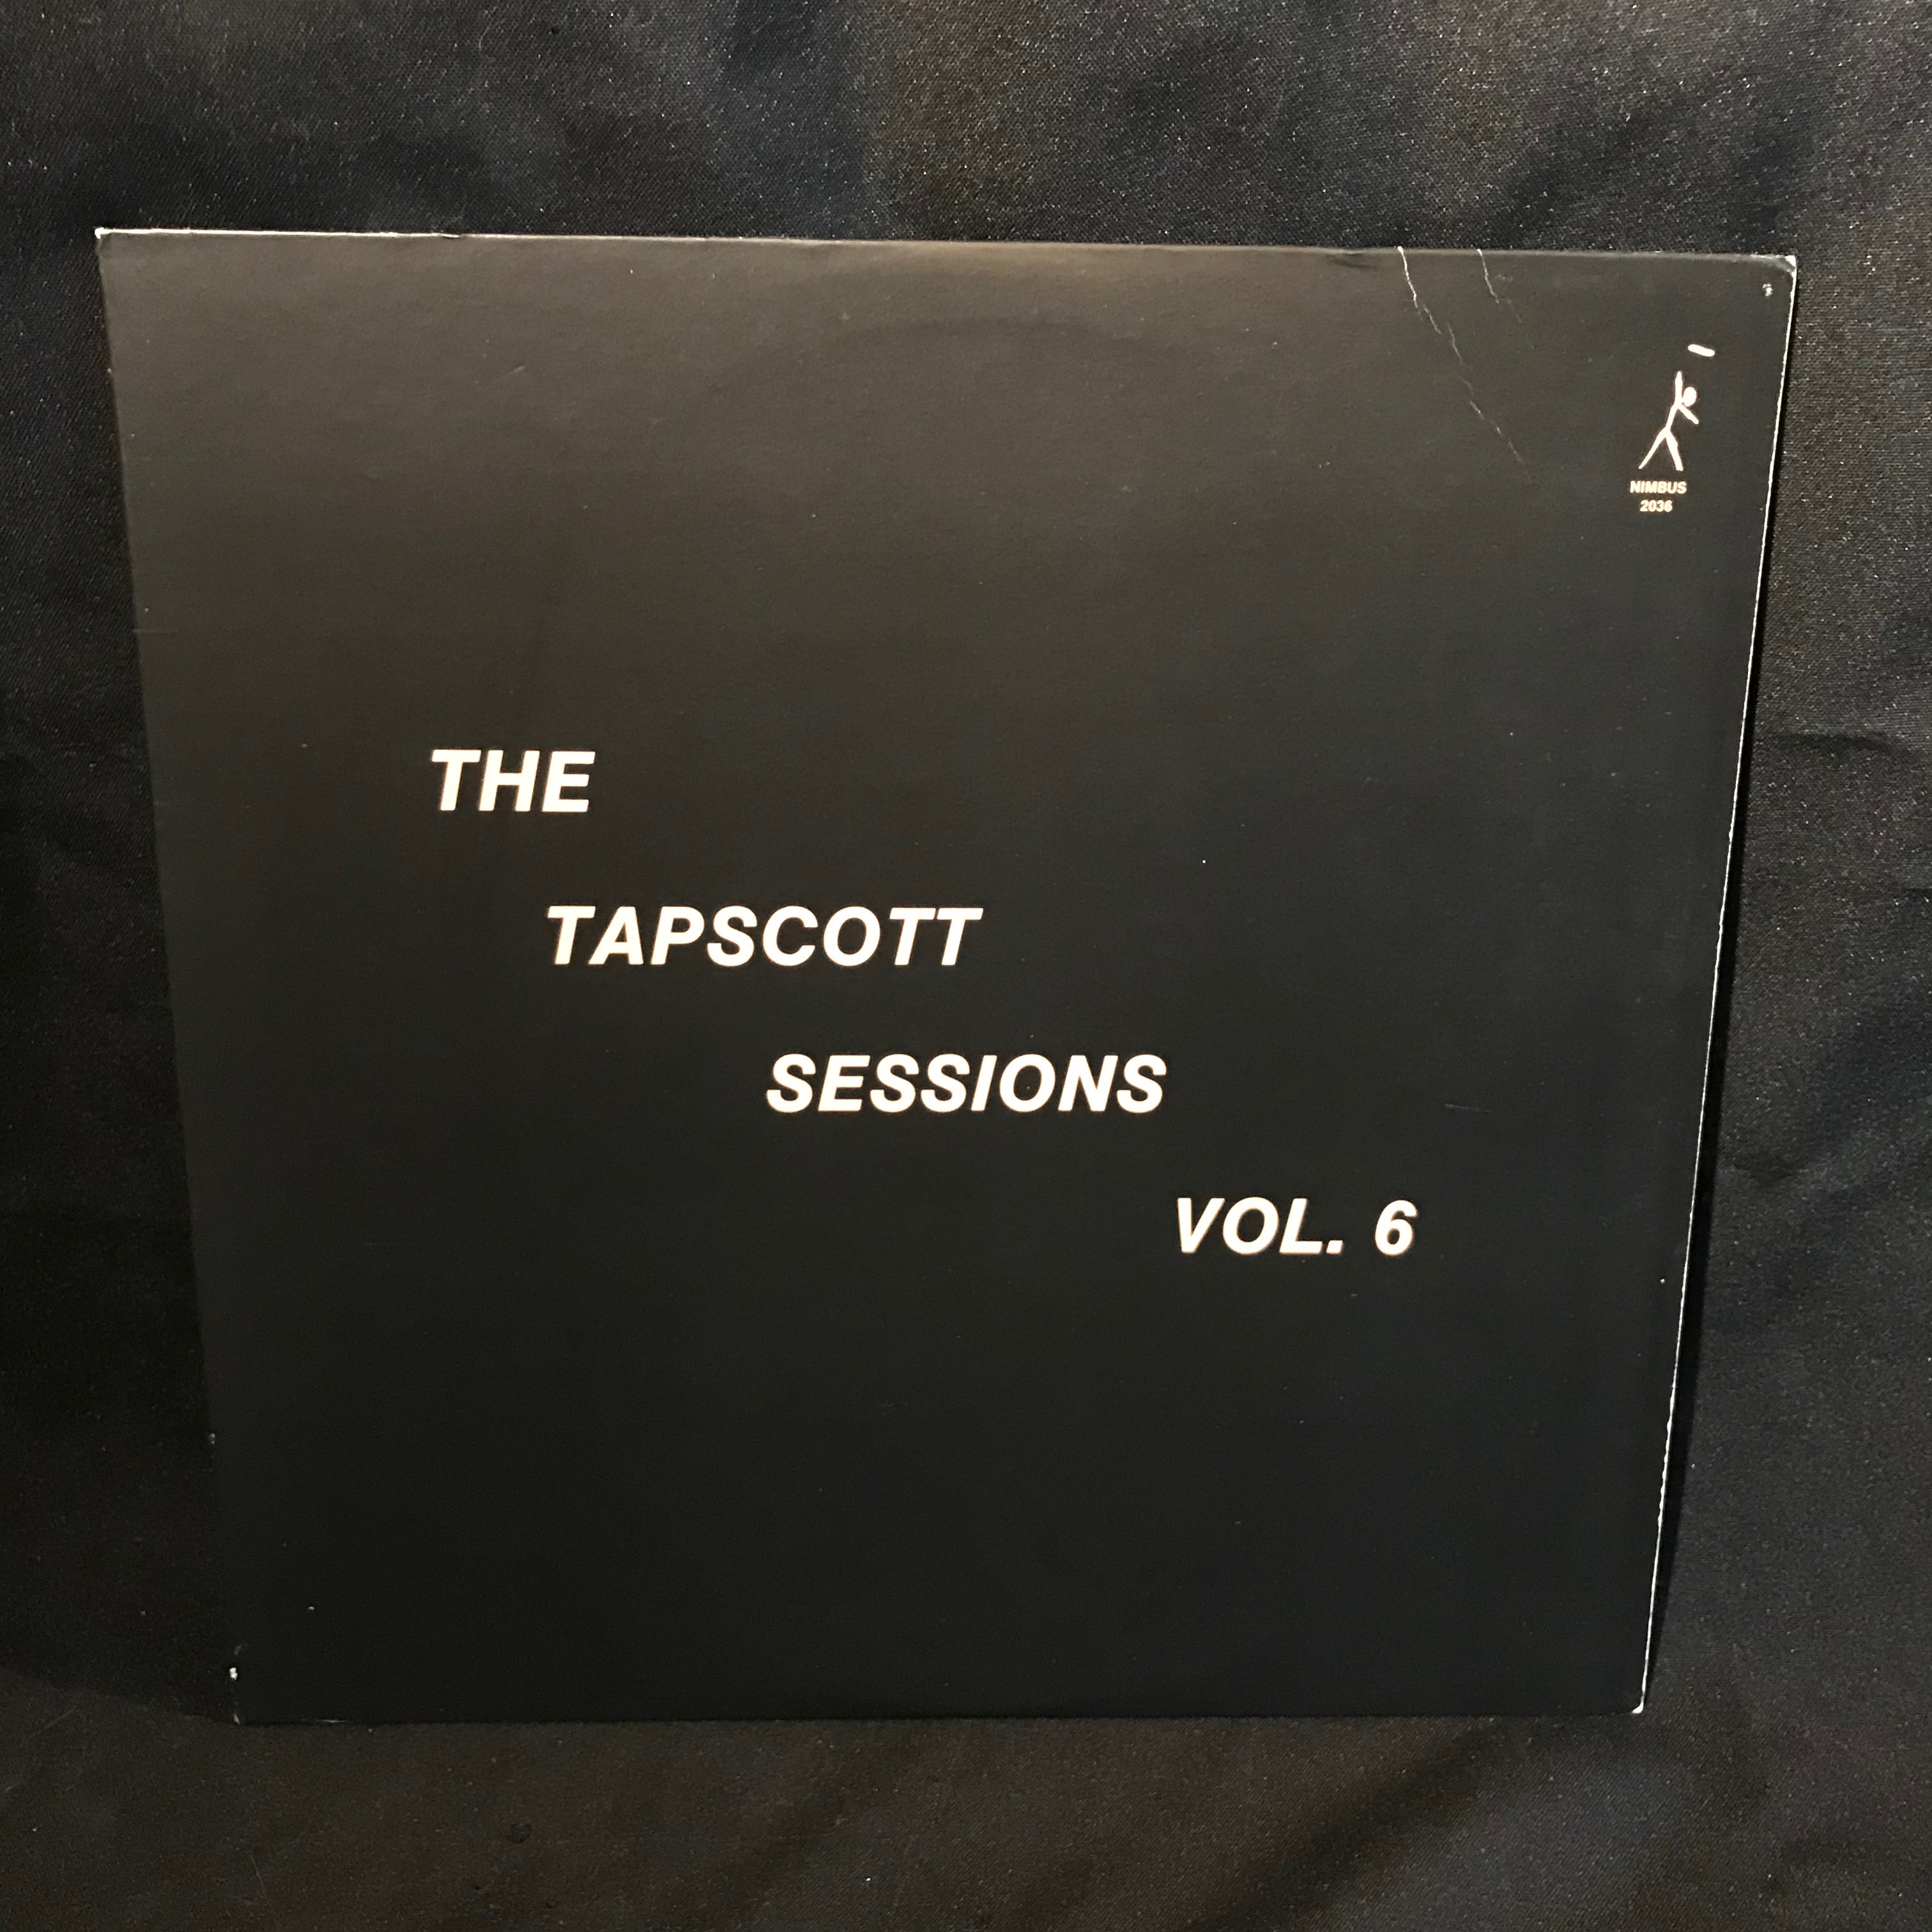 NIMBUS
2036
THE
TAPSCOTT
SESSIONS
VOL. 6